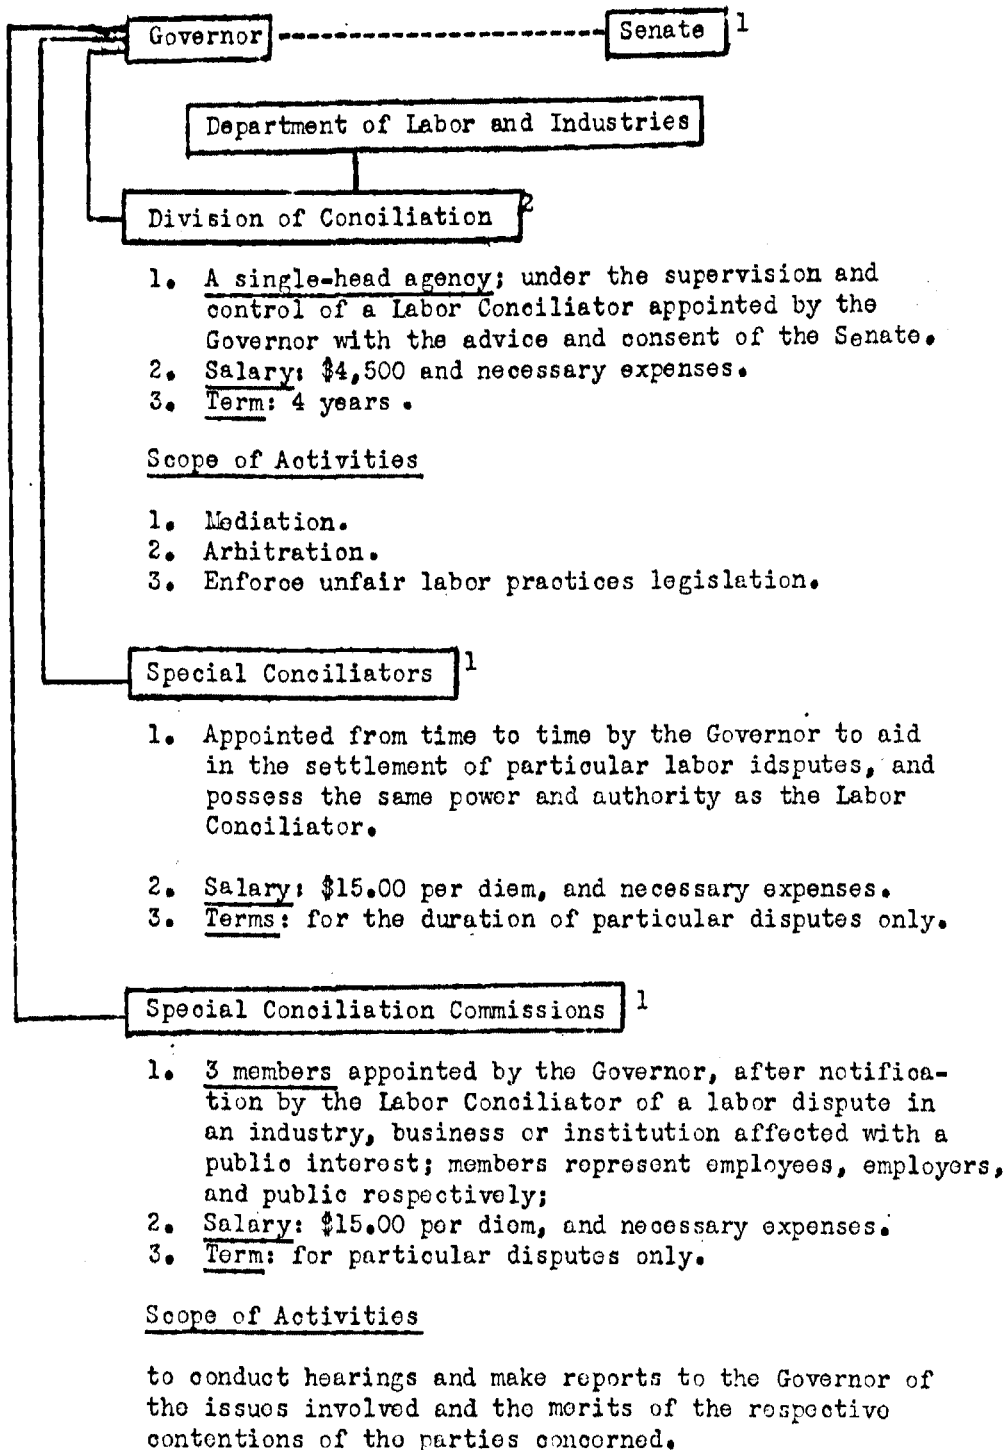 Governor Senate 1
Department of Labor and Industries
Division of Conciliation 2
1. A single-head agency; under the supervision and
control of a Labor Conciliator appointed by the
Governor with the advice and consent of the Senate.
2. Salary: $4,500 and necessary expenses.
3. Term: 4 years .
Scope of Activities
1. Mediation.
2. Arhitration.
3. Enforce unfair labor practices legislation.
Special Conciliators 1
1. Appointed from time to time by the Governor to aid
in the settlement of particular labor idsputes, and
possess the same power and authority as the Labor
Conciliator.
2. Salary: $15.00 per diem, and necessary expenses.
3. Terms: for the duration of particular disputes only.
Special Conciliation Commissions 1
1. 3 members appointed by the Governor, after notifica-
tion by the Labor Conciliator of a labor dispute in
an industry, business or institution affected with a
public interest; members represent employees, employers,
and public respectively;
2. Salary: $15.00 per diem, and necessary expenses.
3. Term: for particular disputes only.
Scope of Activities
to conduct hearings and make reports to the Governor of
the issues involved and the merits of the respective
contentions of the parties concerned.